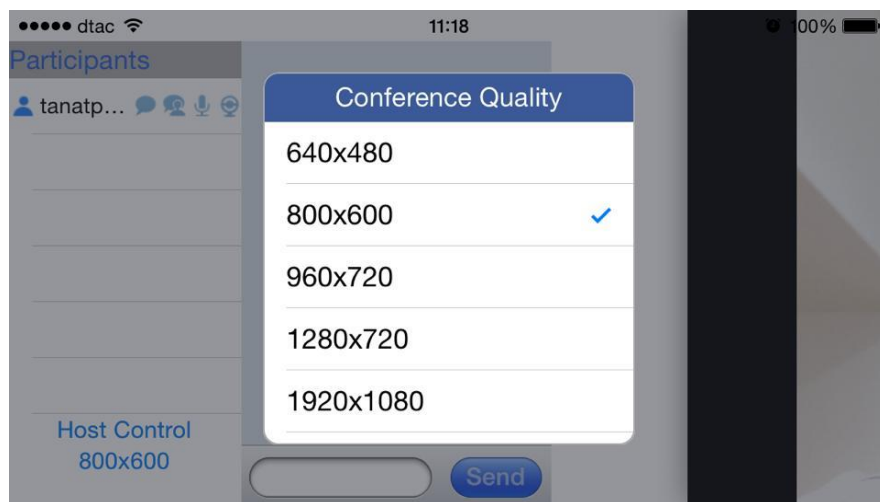 dtac 11:18 100%
Participants
tanatp...
Conference Quality
640x480
800x600
960x720
1280x720
1920x1080
Host Control
800x600
Send